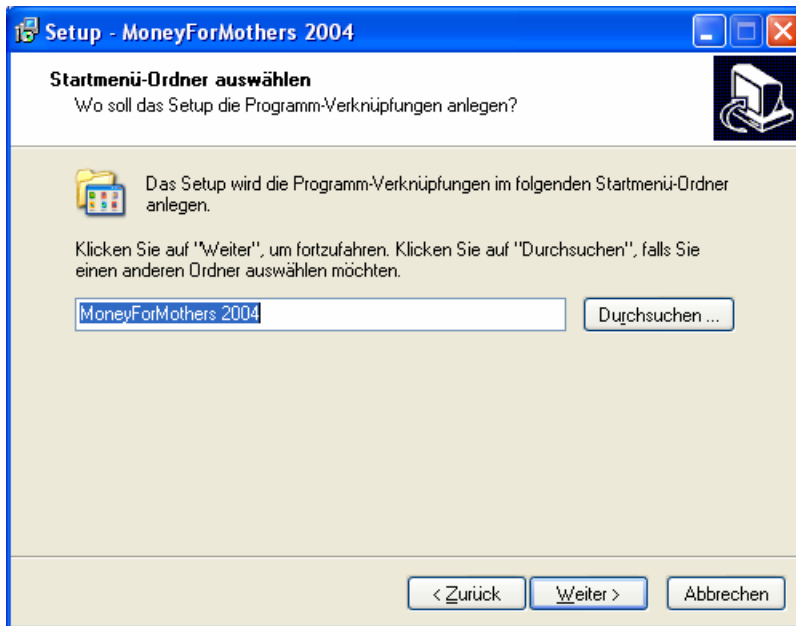 Setup - MoneyForMothers 2004
Startmenü-Ordner auswählen
Wo soll das Setup die Programm-Verknüpfungen anlegen?
Das Setup wird die Programm-Verknüpfungen im folgenden Startmenü-Ordner
anlegen.
Klicken Sie auf "Weiter", um fortzufahren. Klicken Sie auf "Durchsuchen", falls Sie
einen anderen Ordner auswählen möchten.
MoneyForMothers 2004
Durchsuchen ...
< Zurück
Weiter >
Abbrechen